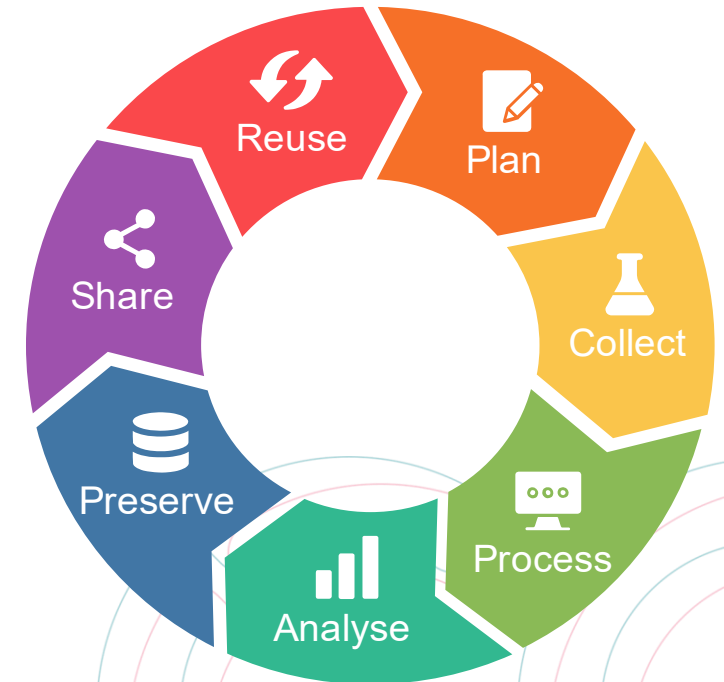 Reuse
Plan
Share
Collect
Preserve
Process
Analyse